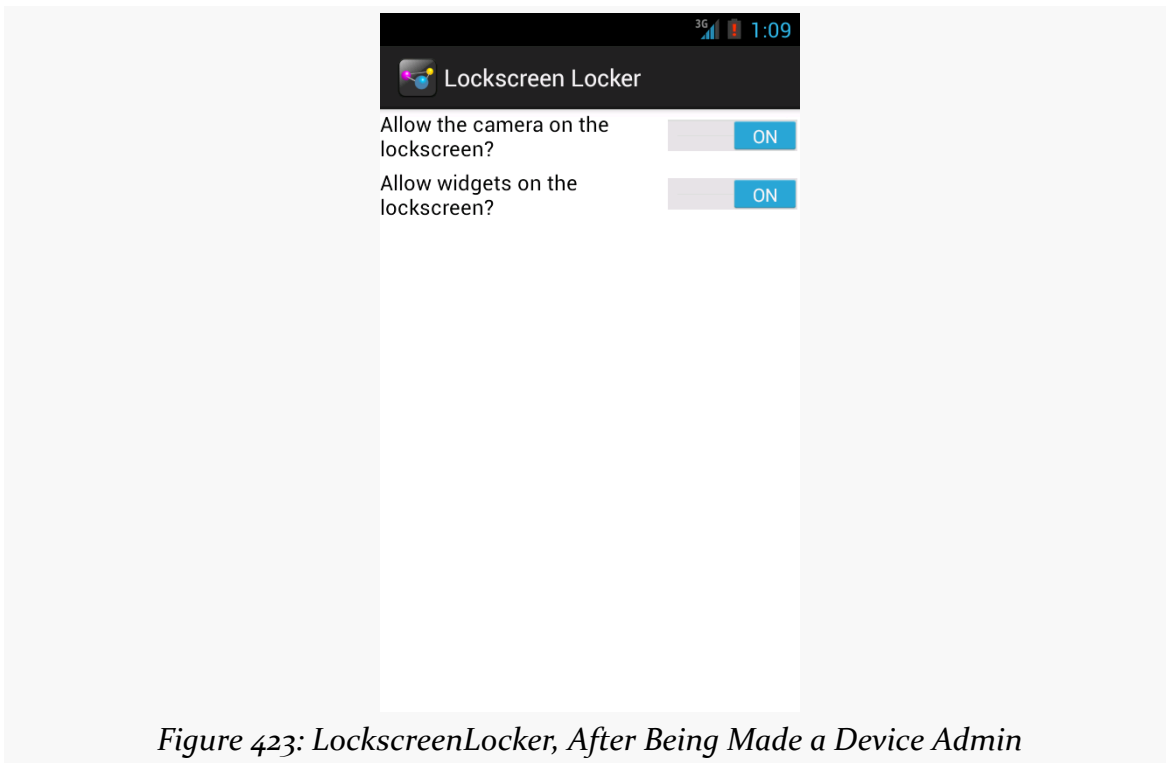 3G 1:09
Lockscreen Locker
Allow the camera on the
lockscreen?
ON
Allow widgets on the
lockscreen?
ON
Figure 423: LockscreenLocker, After Being Made a Device Admin